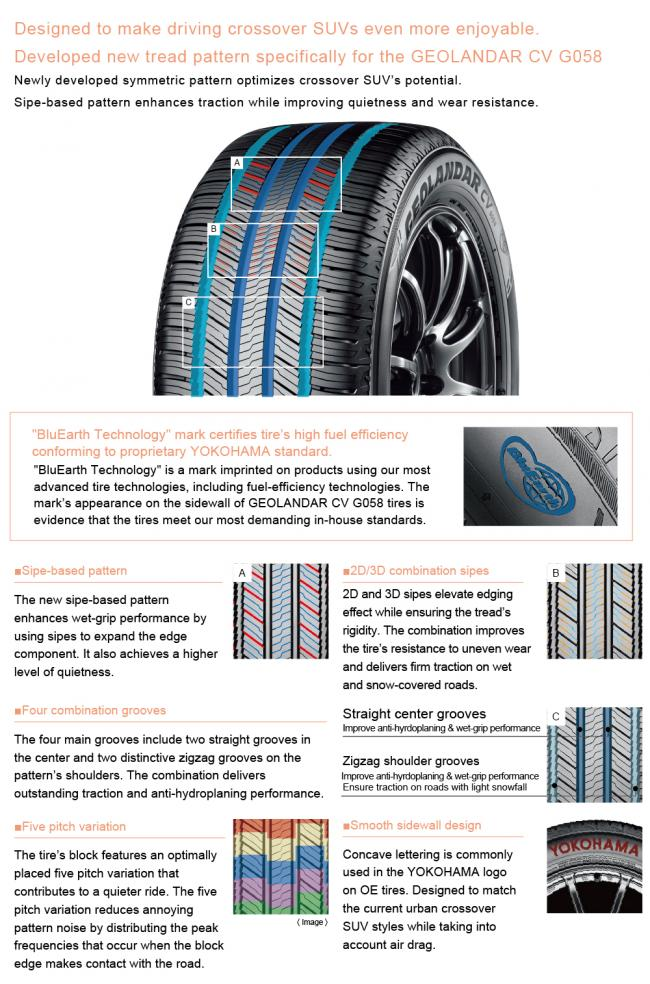 Designed to make driving crossover SUVs even more enjoyable.
Developed new tread pattern specifically for the GEOLANDAR CV G058
Newly developed symmetric pattern optimizes crossover SUV's potential.
Sipe-based pattern enhances traction while improving quietness and wear resistance.
A
B
C
GEOLANDAR CV
"BluEarth Technology" mark certifies tire's high fuel efficiency
conforming to proprietary YOKOHAMA standard.
"BluEarth Technology" is a mark imprinted on products using our most
advanced tire technologies, including fuel-efficiency technologies. The
mark's appearance on the sidewall of GEOLANDAR CV G058 tires is
evidence that the tires meet our most demanding in-house standards.
BluEarth
■Sipe-based pattern
The new sipe-based pattern
enhances wet-grip performance by
using sipes to expand the edge
component. It also achieves a higher
level of quietness.
A
■2D/3D combination sipes
2D and 3D sipes elevate edging
effect while ensuring the tread's
rigidity. The combination improves
the tire's resistance to uneven wear
and delivers firm traction on wet
and snow-covered roads.
B
■Four combination grooves
The four main grooves include two straight grooves in
the center and two distinctive zigzag grooves on the
pattern's shoulders. The combination delivers
outstanding traction and anti-hydroplaning performance.
Straight center grooves
Improve anti-hyrdoplaning & wet-grip performance
Zigzag shoulder grooves
Improve anti-hyrdoplaning & wet-grip performance
Ensure traction on roads with light snowfall
C
■Five pitch variation
The tire's block features an optimally
placed five pitch variation that
contributes to a quieter ride. The five
pitch variation reduces annoying
pattern noise by distributing the peak
frequencies that occur when the block
edge makes contact with the road.
〈 Image 〉
■Smooth sidewall design
Concave lettering is commonly
used in the YOKOHAMA logo
on OE tires. Designed to match
the current urban crossover
SUV styles while taking into
account air drag.
YOKOHAMA